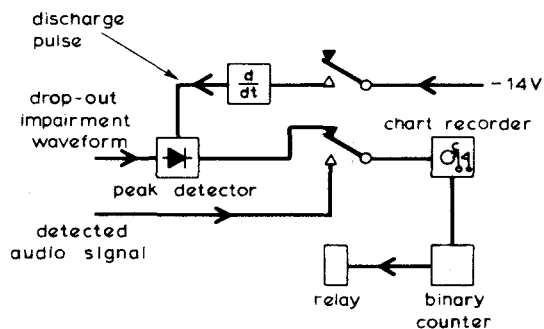 discharge
pulse
d
dt
-14V
drop-out
impairment
waveform
chart recorder
peak detector
detected
audio signal
relay
binary
counter